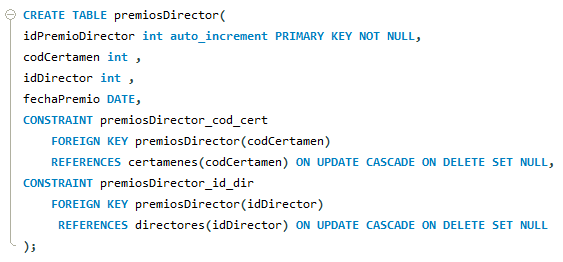 CREATE TABLE premiosDirector(
idPremioDirector int auto_increment PRIMARY KEY NOT NULL,
codCertamen int ,
idDirector int ,
fechaPremio DATE,
CONSTRAINT premiosDirector_cod_cert
    FOREIGN KEY premiosDirector(codCertamen)
    REFERENCES certamenes(codCertamen) ON UPDATE CASCADE ON DELETE SET NULL,
CONSTRAINT premiosDirector_id_dir
    FOREIGN KEY premiosDirector(idDirector)
     REFERENCES directores(idDirector) ON UPDATE CASCADE ON DELETE SET NULL
);